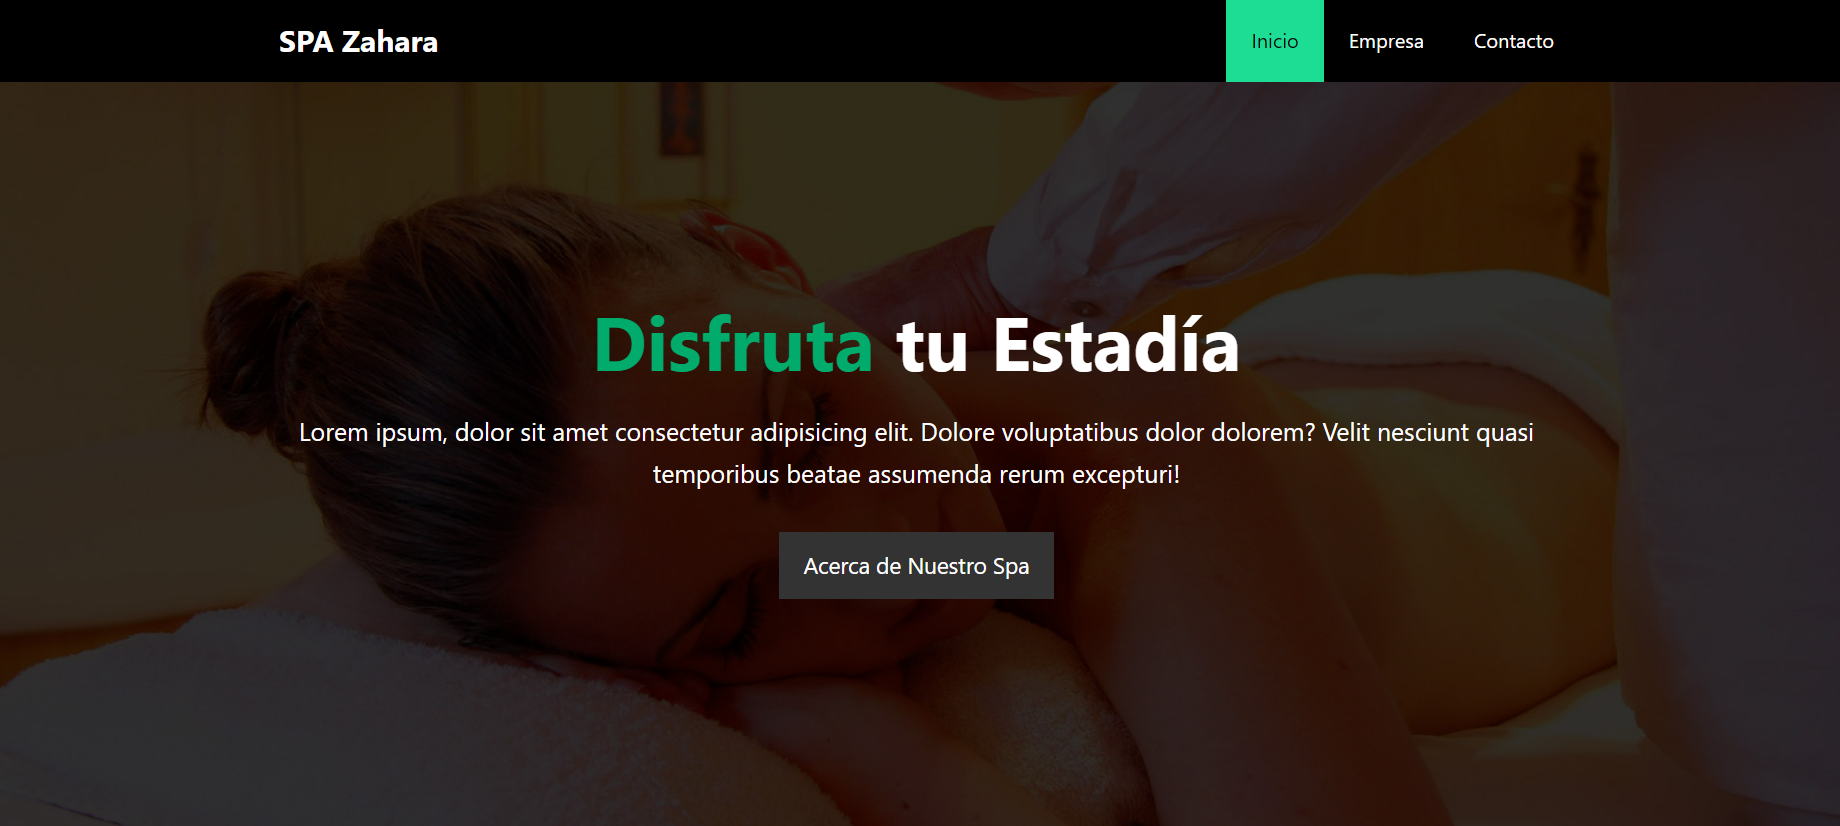 SPA Zahara
Inicio
Empresa
Contacto
Disfruta tu Estadía
Lorem ipsum, dolor sit amet consectetur adipisicing elit. Dolore voluptatibus dolor dolorem? Velit nesciunt quasi
temporibus beatae assumenda rerum excepturi!
Acerca de Nuestro Spa